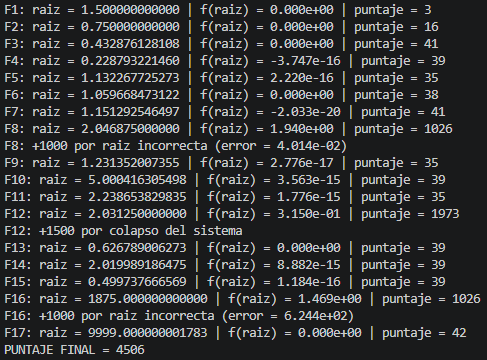 F1: raiz = 1.500000000000 | f(raiz) = 0.000e+00 | puntaje = 3
F2: raiz = 0.750000000000 | f(raiz) = 0.000e+00 | puntaje = 16
F3: raiz = 0.432876128108 | f(raiz) = 0.000e+00 | puntaje = 41
F4: raiz = 0.228793221460 | f(raiz) = -3.747e-16 | puntaje = 39
F5: raiz = 1.132267725273 | f(raiz) = 2.220e-16 | puntaje = 35
F6: raiz = 1.059668473122 | f(raiz) = 0.000e+00 | puntaje = 38
F7: raiz = 1.151292546497 | f(raiz) = -2.033e-20 | puntaje = 41
F8: raiz = 2.046875000000 | f(raiz) = 1.940e+00 | puntaje = 1026
F8: +1000 por raiz incorrecta (error = 4.014e-02)
F9: raiz = 1.231352007355 | f(raiz) = 2.776e-17 | puntaje = 35
F10: raiz = 5.000416305498 | f(raiz) = 3.563e-15 | puntaje = 39
F11: raiz = 2.238653829835 | f(raiz) = 1.776e-15 | puntaje = 35
F12: raiz = 2.031250000000 | f(raiz) = 3.150e-01 | puntaje = 1973
F12: +1500 por colapso del sistema
F13: raiz = 0.626789006273 | f(raiz) = 0.000e+00 | puntaje = 39
F14: raiz = 2.019989186475 | f(raiz) = 8.882e-15 | puntaje = 39
F15: raiz = 0.499737666569 | f(raiz) = 1.184e-16 | puntaje = 39
F16: raiz = 1875.000000000000 | f(raiz) = 1.469e+00 | puntaje = 1026
F16: +1000 por raiz incorrecta (error = 6.244e+02)
F17: raiz = 9999.000000001783 | f(raiz) = 0.000e+00 | puntaje = 42
PUNTAJE FINAL = 4506